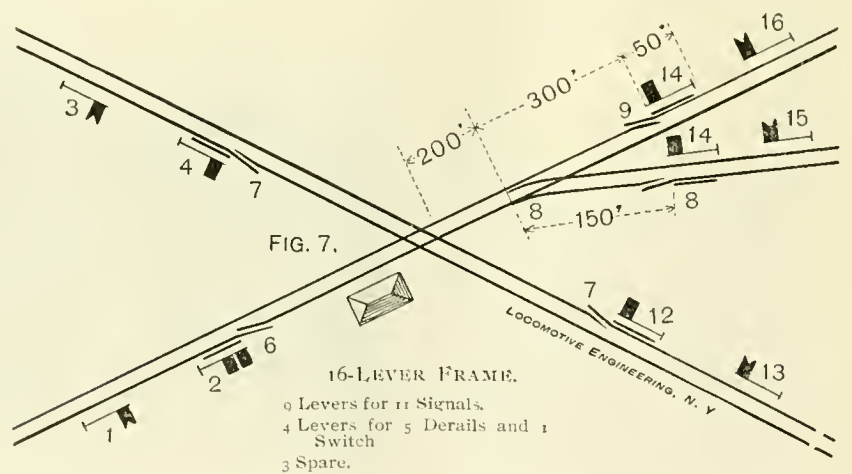 16
50'
14
300'
9
3
200'
14
15
4
7
8
8
150'
FIG. 7.
7
12
LOCOMOTIVE ENGINEERING, N. Y
6
2
13
1
16-LEVER FRAME.
9 Levers for 11 Signals.
4 Levers for 5 Derails and 1
Switch
3 Spare.